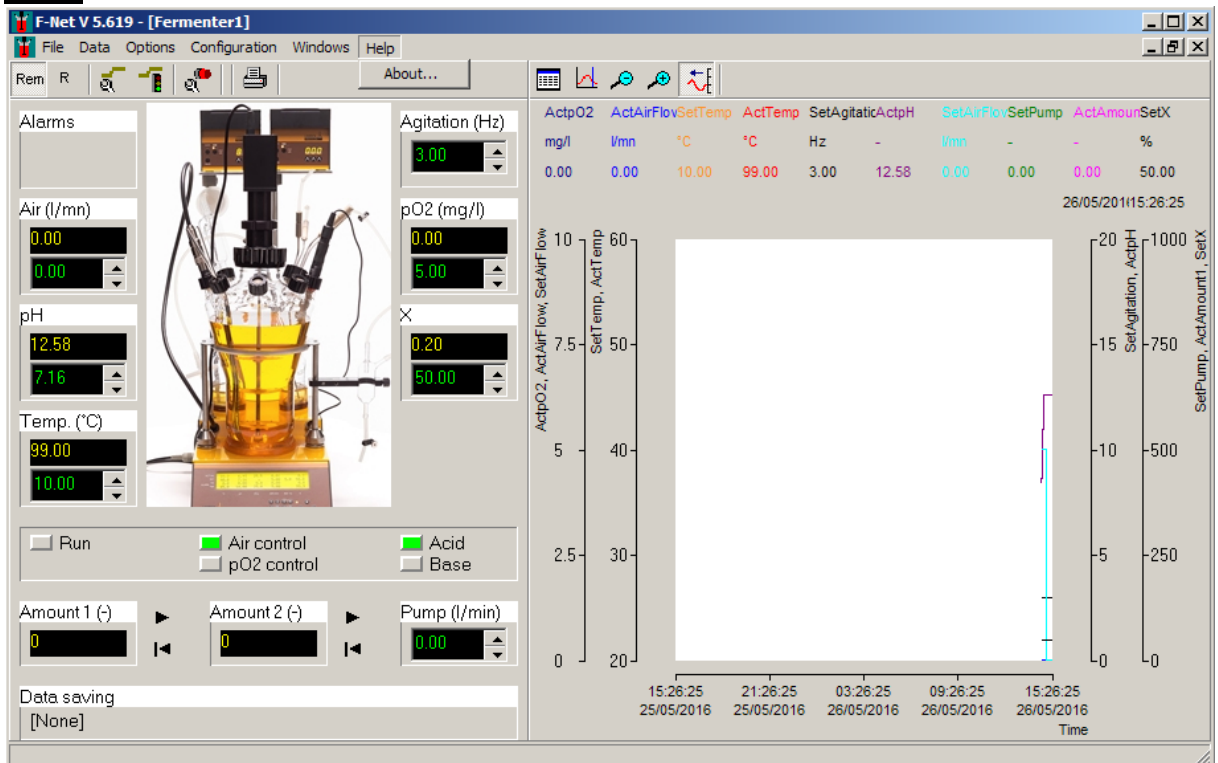 F-Net V 5.619 - [Fermenter1]
File Data Options Configuration Windows Help
About...
Rem R
Alarms
Agitation (Hz)
3.00
Air (l/mn)
0.00
0.00
pO2 (mg/l)
0.00
5.00
pH
12.58
7.16
X
0.20
50.00
Temp. (°C)
99.00
10.00
Run
Air control
Acid
pO2 control
Base
Amount 1 (-)
0
Amount 2 (-)
0
Pump (l/min)
0.00
Data saving
[None]
ActpO2 ActAirFlov SetTemp ActTemp SetAgitatic ActpH SetAirFlov SetPump ActAmoun SetX
mg/l l/mn °C °C Hz - l/mn - - %
0.00 0.00 10.00 99.00 3.00 12.58 0.00 0.00 0.00 50.00
26/05/201 15:26:25
ActpO2, ActAirFlow, SetAirFlow
10
7.5
5
2.5
0
SetTemp, ActTemp
60
50
40
30
20
20
15
10
5
0
SetAgitation, ActpH
1000
750
500
250
0
SetPump, ActAmount1, SetX
15:26:25 21:26:25 03:26:25 09:26:25 15:26:25
25/05/2016 25/05/2016 26/05/2016 26/05/2016 26/05/2016
Time